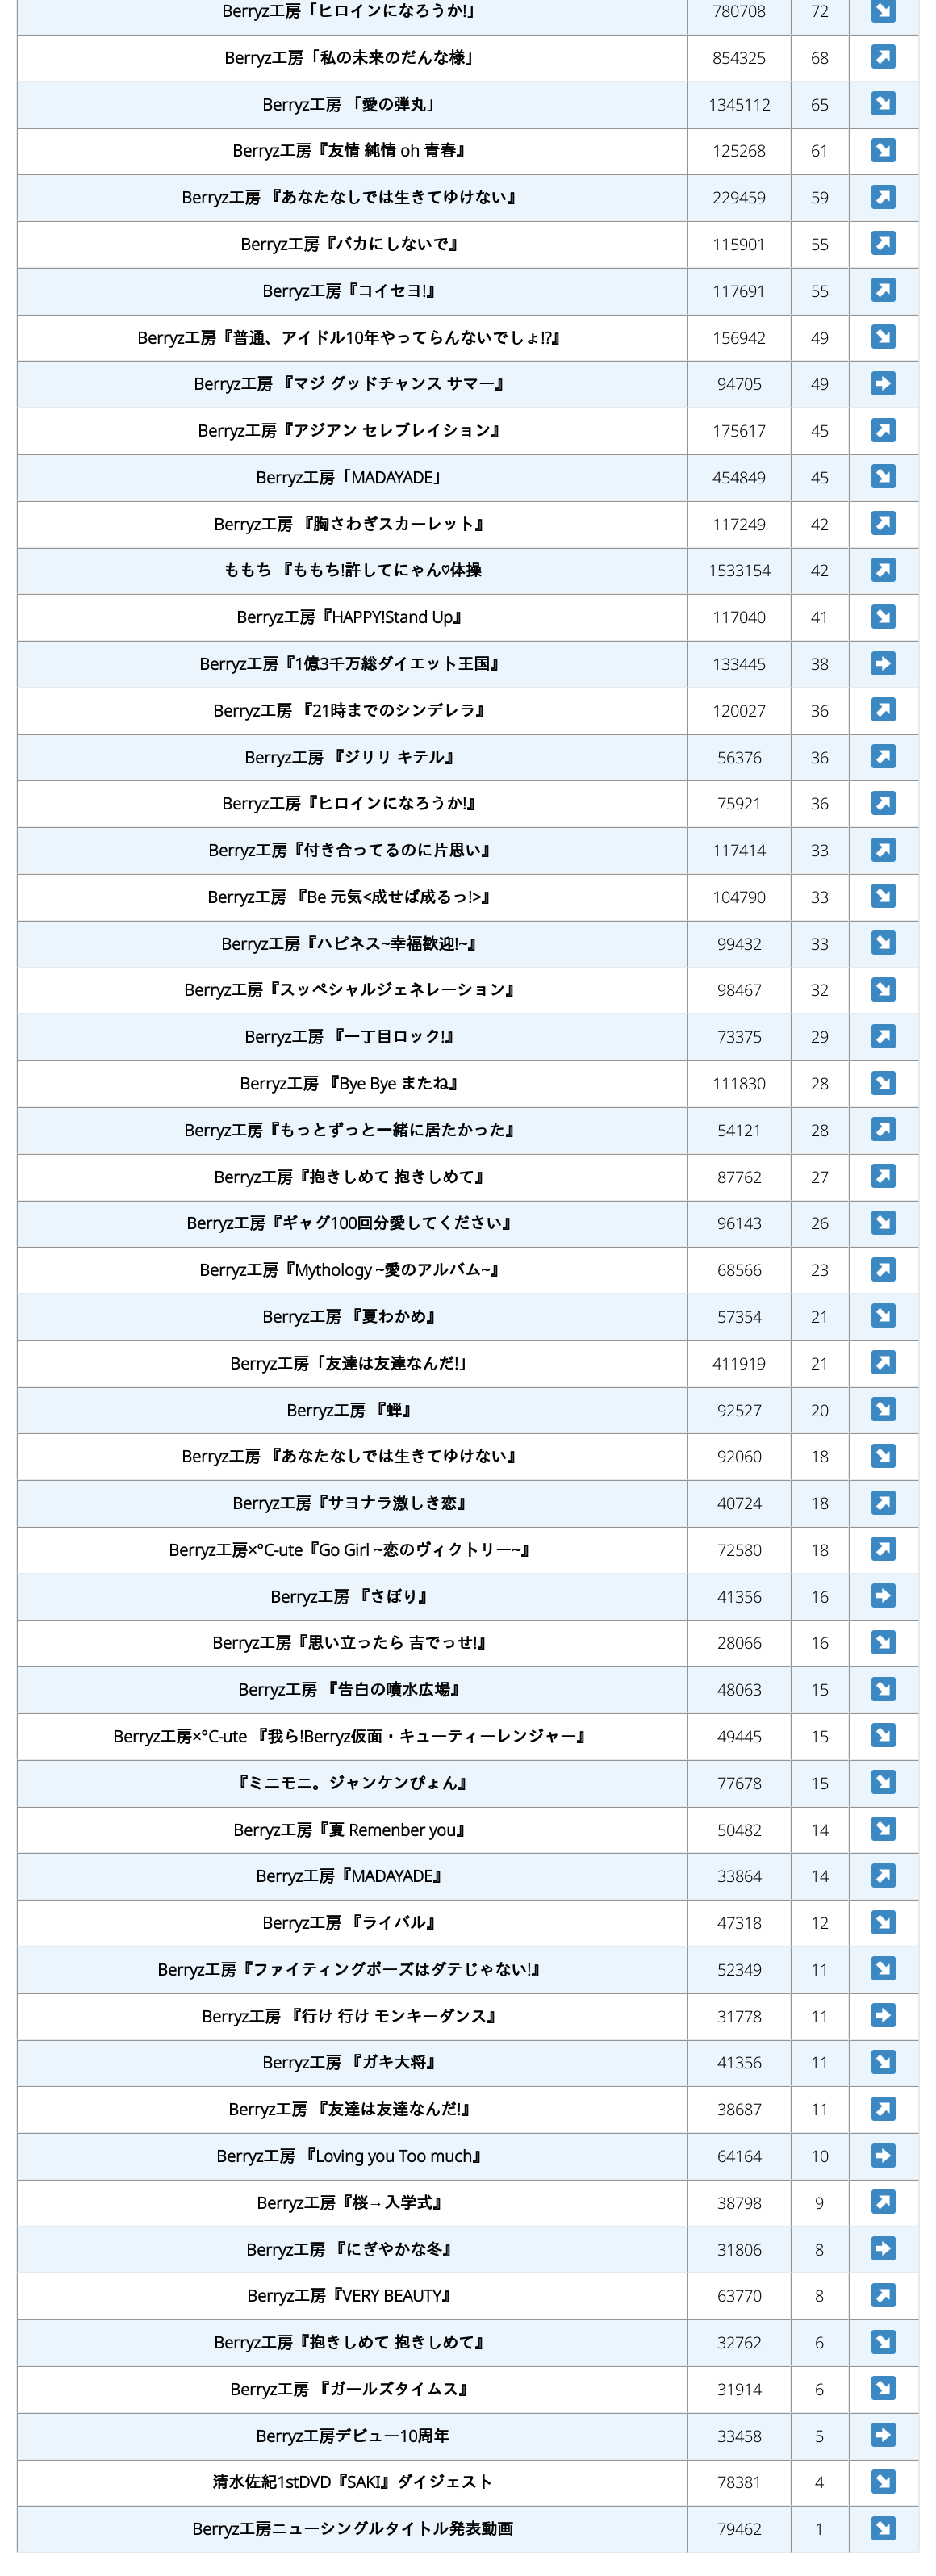 Berryz工房「ヒロインになろうか!」 780708 72 ↘
Berryz工房「私の未来のだんな様」 854325 68 ↗
Berryz工房 「愛の弾丸」 1345112 65 ↘
Berryz工房『友情 純情 oh 青春』 125268 61 ↘
Berryz工房 『あなたなしでは生きてゆけない』 229459 59 ↗
Berryz工房『バカにしないで』 115901 55 ↗
Berryz工房『コイセヨ!』 117691 55 ↗
Berryz工房『普通、アイドル10年やってらんないでしょ!?』 156942 49 ↘
Berryz工房 『マジ グッドチャンス サマー』 94705 49 ➡
Berryz工房『アジアン セレブレイション』 175617 45 ↗
Berryz工房「MADAYADE」 454849 45 ↘
Berryz工房 『胸さわぎスカーレット』 117249 42 ↗
ももち 『ももち!許してにゃん♡体操 1533154 42 ↗
Berryz工房『HAPPY!Stand Up』 117040 41 ↘
Berryz工房『1億3千万総ダイエット王国』 133445 38 ➡
Berryz工房 『21時までのシンデレラ』 120027 36 ↗
Berryz工房 『ジリリ キテル』 56376 36 ↗
Berryz工房『ヒロインになろうか!』 75921 36 ↗
Berryz工房『付き合ってるのに片思い』 117414 33 ↗
Berryz工房 『Be 元気<成せば成るっ!>』 104790 33 ↘
Berryz工房『ハピネス~幸福歓迎!~』 99432 33 ↘
Berryz工房『スッペシャルジェネレーション』 98467 32 ↘
Berryz工房 『一丁目ロック!』 73375 29 ↗
Berryz工房 『Bye Bye またね』 111830 28 ↘
Berryz工房『もっとずっと一緒に居たかった』 54121 28 ↗
Berryz工房『抱きしめて 抱きしめて』 87762 27 ↗
Berryz工房『ギャグ100回分愛してください』 96143 26 ↘
Berryz工房『Mythology ~愛のアルバム~』 68566 23 ↗
Berryz工房 『夏わかめ』 57354 21 ↘
Berryz工房「友達は友達なんだ!」 411919 21 ↗
Berryz工房 『蝉』 92527 20 ↘
Berryz工房 『あなたなしでは生きてゆけない』 92060 18 ↘
Berryz工房『サヨナラ激しき恋』 40724 18 ↗
Berryz工房×°C-ute『Go Girl ~恋のヴィクトリー~』 72580 18 ↗
Berryz工房 『さぼり』 41356 16 ➡
Berryz工房『思い立ったら 吉でっせ!』 28066 16 ↘
Berryz工房 『告白の噴水広場』 48063 15 ↘
Berryz工房×°C-ute 『我ら!Berryz仮面・キューティーレンジャー』 49445 15 ↘
『ミニモニ。ジャンケンぴょん』 77678 15 ↘
Berryz工房『夏 Remenber you』 50482 14 ↘
Berryz工房『MADAYADE』 33864 14 ↗
Berryz工房 『ライバル』 47318 12 ↘
Berryz工房『ファイティングポーズはダテじゃない!』 52349 11 ↘
Berryz工房 『行け 行け モンキーダンス』 31778 11 ➡
Berryz工房 『ガキ大将』 41356 11 ↘
Berryz工房 『友達は友達なんだ!』 38687 11 ↗
Berryz工房 『Loving you Too much』 64164 10 ➡
Berryz工房『桜→入学式』 38798 9 ↗
Berryz工房 『にぎやかな冬』 31806 8 ➡
Berryz工房『VERY BEAUTY』 63770 8 ↗
Berryz工房『抱きしめて 抱きしめて』 32762 6 ↘
Berryz工房 『ガールズタイムス』 31914 6 ↘
Berryz工房デビュー10周年 33458 5 ➡
清水佐紀1stDVD『SAKI』ダイジェスト 78381 4 ↘
Berryz工房ニューシングルタイトル発表動画 79462 1 ↘